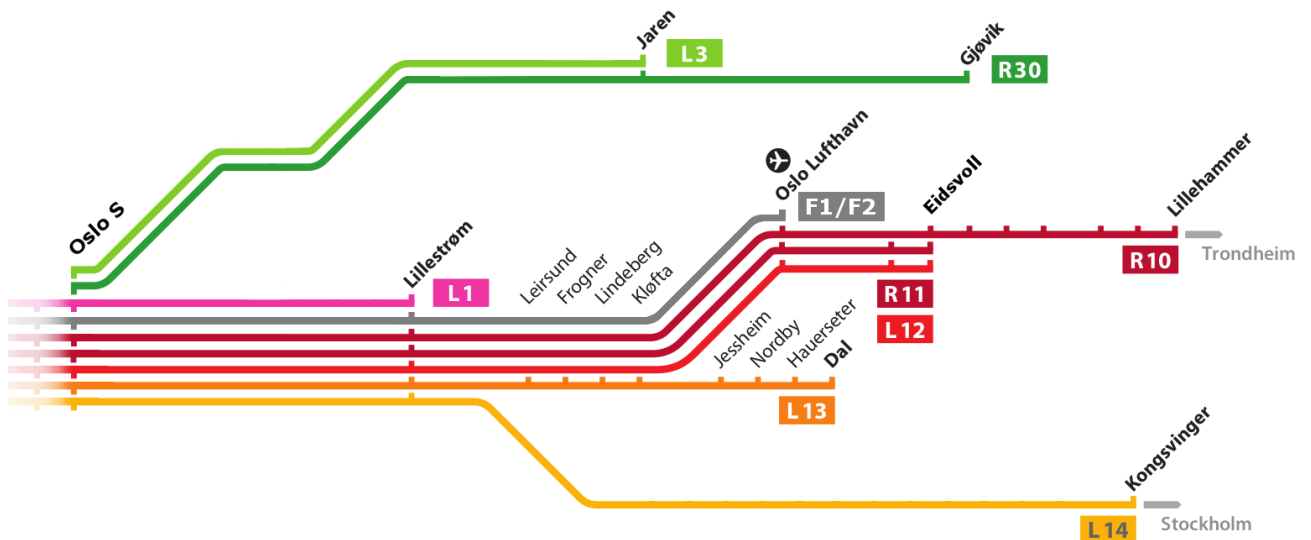 Jaren
L3
Gjøvik
R30
Oslo Lufthavn
F1/F2
Eidsvoll
Lillehammer
R10
Trondheim
Oslo S
Lillestrøm
L1
Leirsund
Frogner
Lindeberg
Kløfta
R11
L12
Jessheim
Nordby
Hauerseter
Dal
L13
Kongsvinger
L14
Stockholm